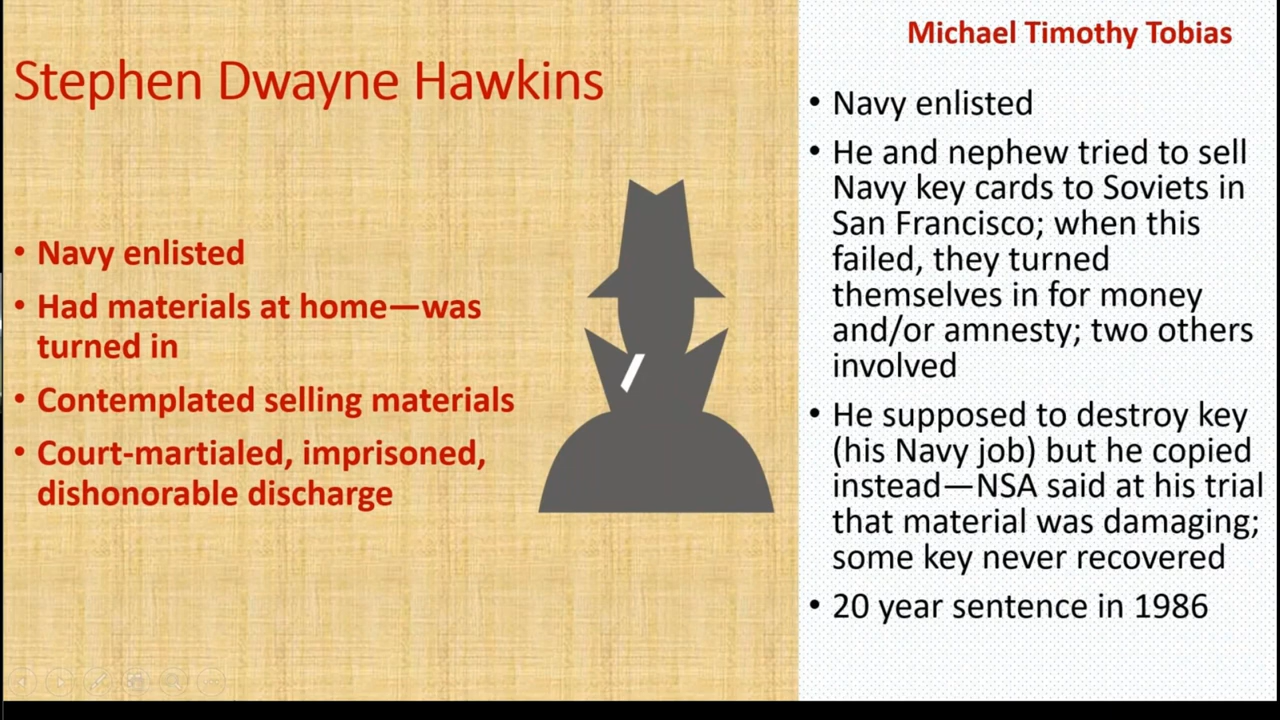 Stephen Dwayne Hawkins
• Navy enlisted
• Had materials at home—was
turned in
• Contemplated selling materials
• Court-martialed, imprisoned,
dishonorable discharge
Michael Timothy Tobias
• Navy enlisted
• He and nephew tried to sell
Navy key cards to Soviets in
San Francisco; when this
failed, they turned
themselves in for money
and/or amnesty; two others
involved
• He supposed to destroy key
(his Navy job) but he copied
instead—NSA said at his trial
that material was damaging;
some key never recovered
• 20 year sentence in 1986